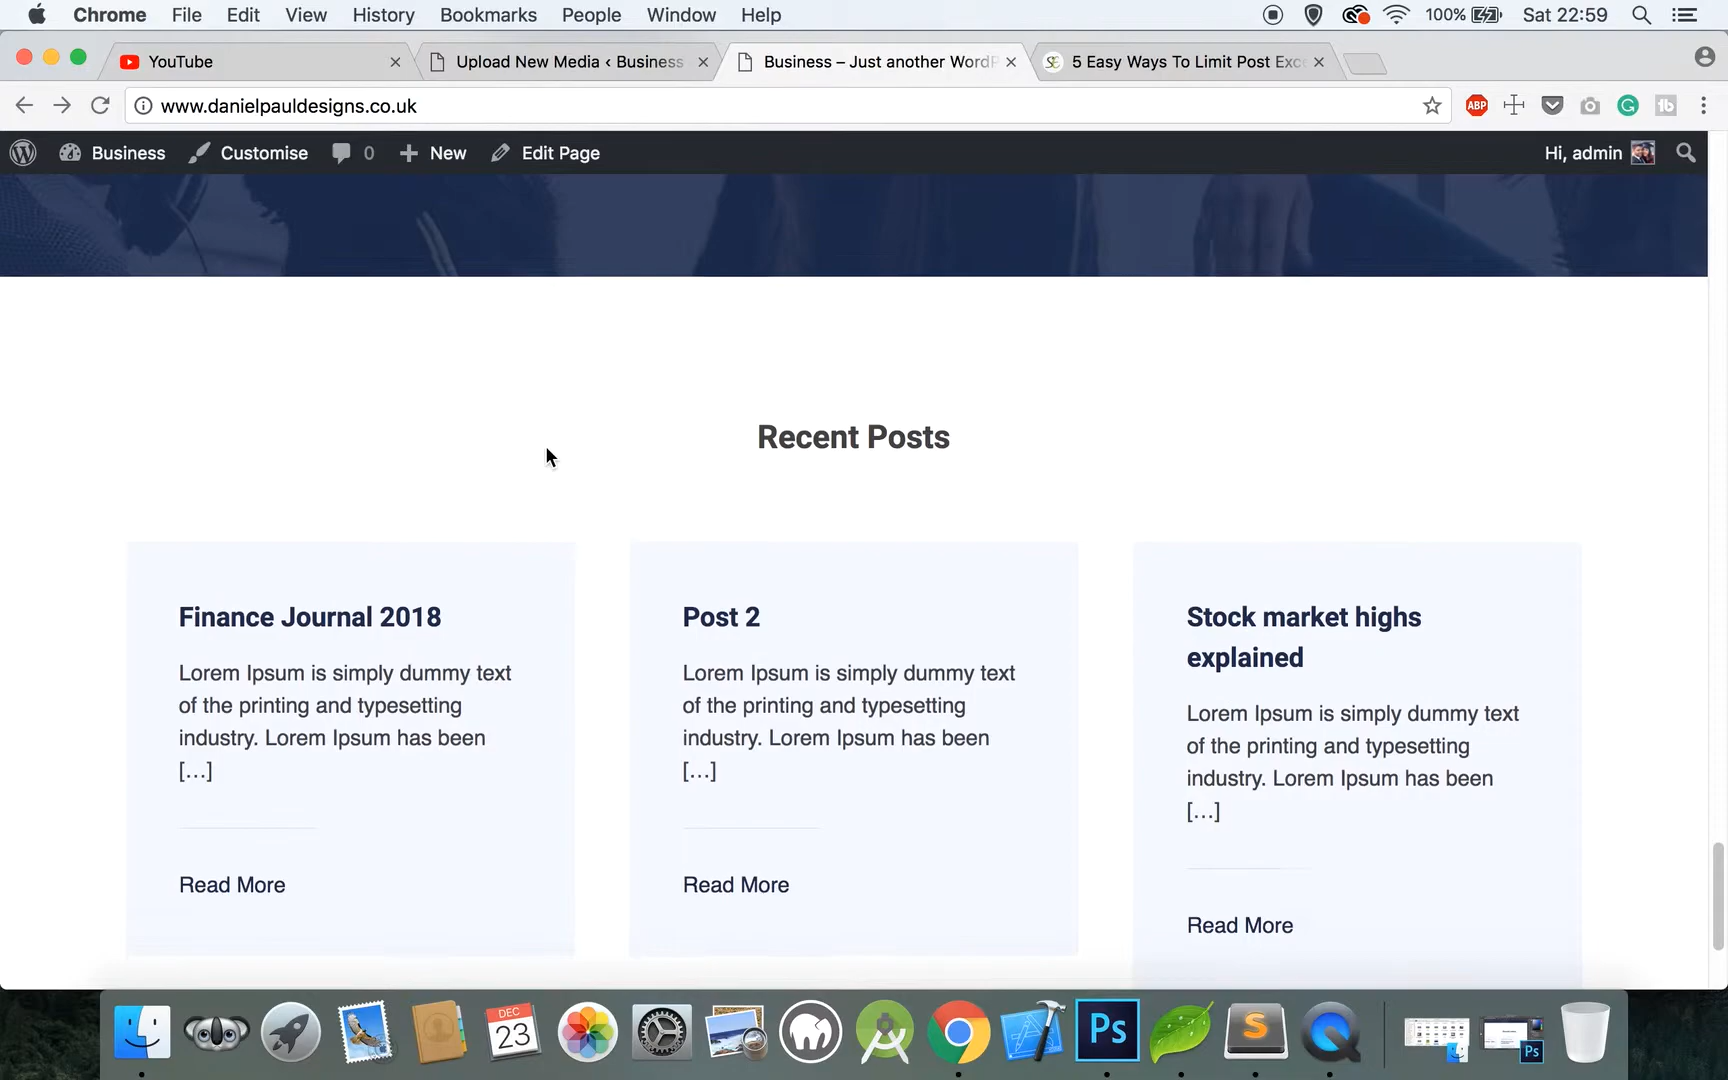 Chrome File Edit View History Bookmarks People Window Help 100% Sat 22:59
YouTube Upload New Media ‹ Business Business – Just another WordP 5 Easy Ways To Limit Post Exce
www.danielpauldesigns.co.uk ABP
Business Customise 0 New Edit Page Hi, admin
Recent Posts
Finance Journal 2018
Lorem Ipsum is simply dummy text
of the printing and typesetting
industry. Lorem Ipsum has been
[…]
Read More
Post 2
Lorem Ipsum is simply dummy text
of the printing and typesetting
industry. Lorem Ipsum has been
[…]
Read More
Stock market highs
explained
Lorem Ipsum is simply dummy text
of the printing and typesetting
industry. Lorem Ipsum has been
[…]
Read More
DEC
23
Ps
S
Ps